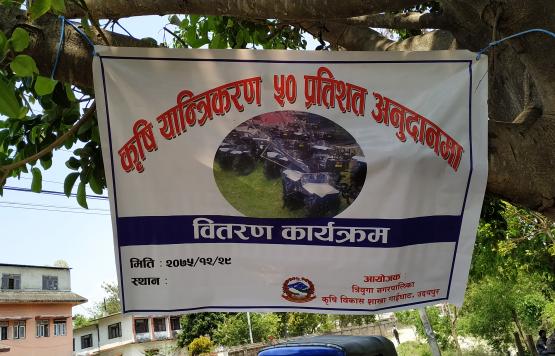 कृषि यान्त्रिकरण ५० प्रतिशत अनुदानमा
वितरण कार्यक्रम
मिति : २०७५/१२/२९
स्थान :
आयोजक
त्रियुगा नगरपालिका
कृषि विकास शाखा गाईघाट, उदयपुर